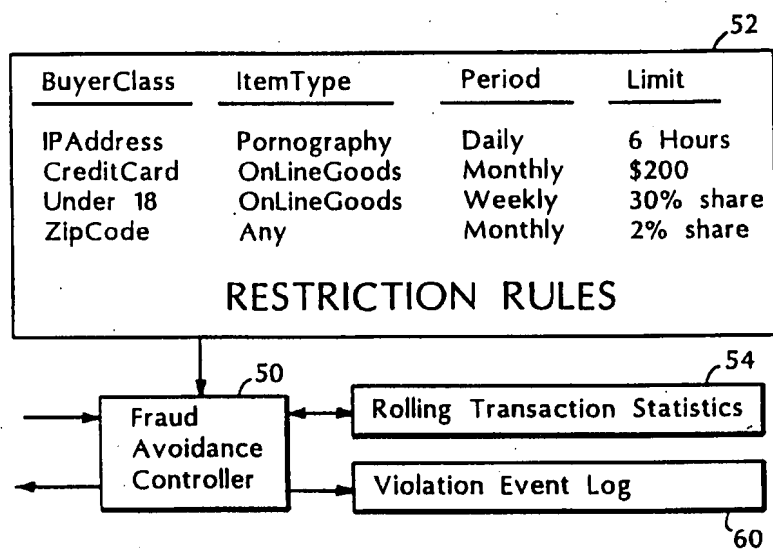 52
BuyerClass ItemType Period Limit
IPAddress Pornography Daily 6 Hours
CreditCard OnLineGoods Monthly $200
Under 18 OnLineGoods Weekly 30% share
ZipCode Any Monthly 2% share
RESTRICTION RULES
50
54
Fraud
Avoidance
Controller
Rolling Transaction Statistics
Violation Event Log
60